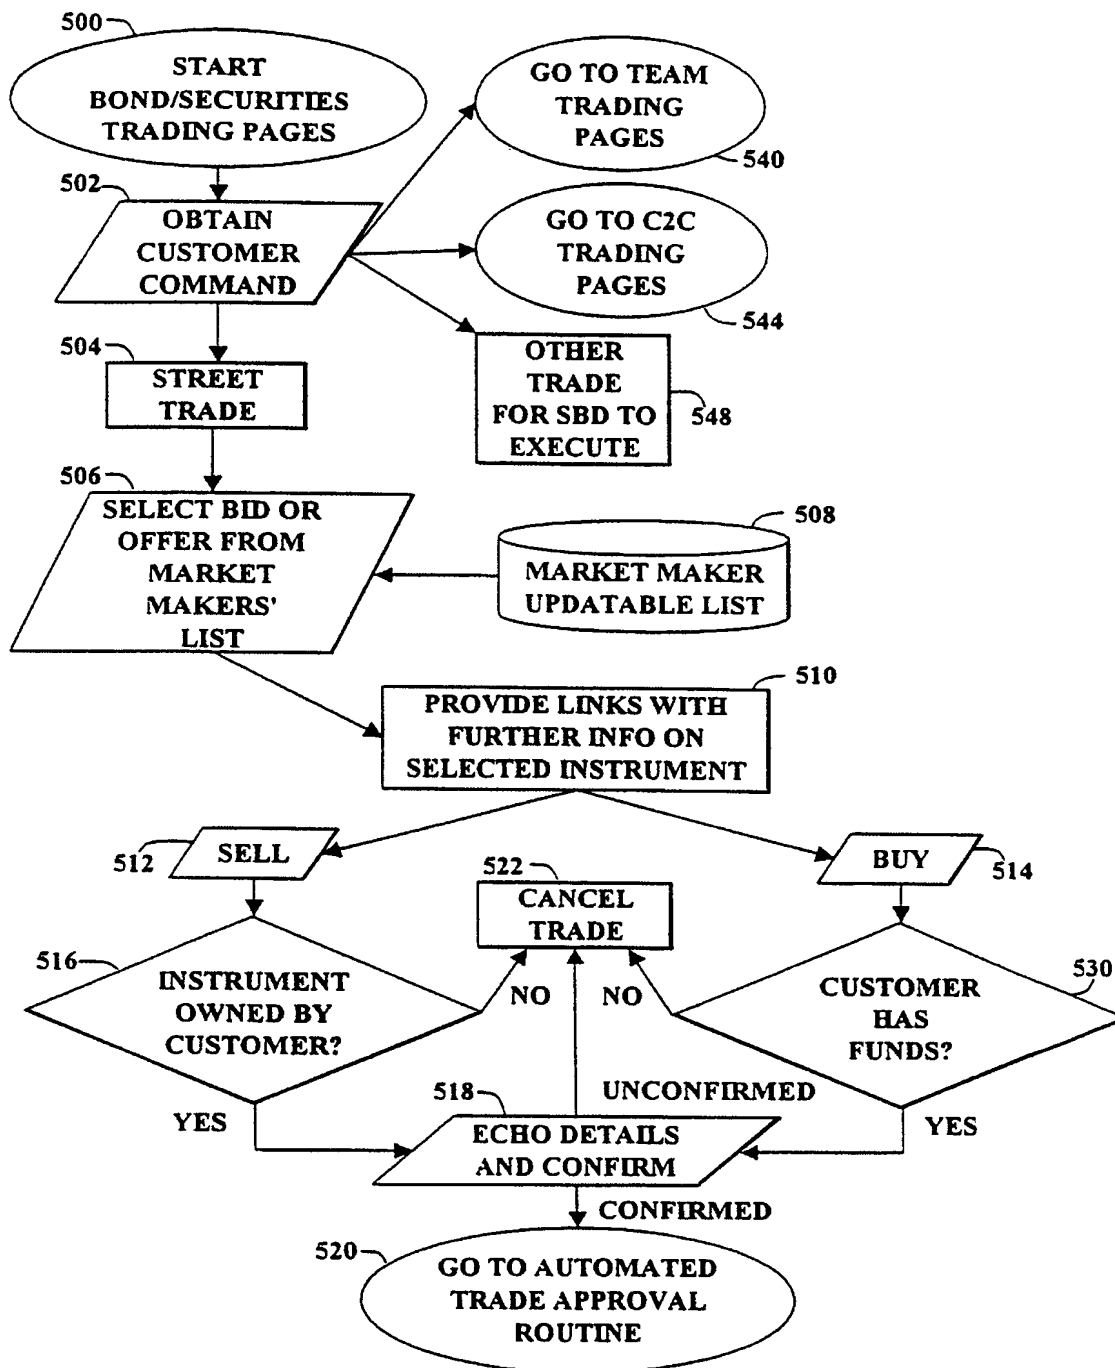 500
START
BOND/SECURITIES
TRADING PAGES
GO TO TEAM
TRADING
PAGES
540
502
OBTAIN
CUSTOMER
COMMAND
GO TO C2C
TRADING
PAGES
544
504
STREET
TRADE
OTHER
TRADE
FOR SBD TO
EXECUTE
548
506
SELECT BID OR
OFFER FROM
MARKET
MAKERS'
LIST
508
MARKET MAKER
UPDATABLE LIST
510
PROVIDE LINKS WITH
FURTHER INFO ON
SELECTED INSTRUMENT
512
SELL
BUY
514
522
CANCEL
TRADE
516
INSTRUMENT
OWNED BY
CUSTOMER?
NO
NO
530
CUSTOMER
HAS
FUNDS?
YES
518
UNCONFIRMED
YES
ECHO DETAILS
AND CONFIRM
CONFIRMED
520
GO TO AUTOMATED
TRADE APPROVAL
ROUTINE